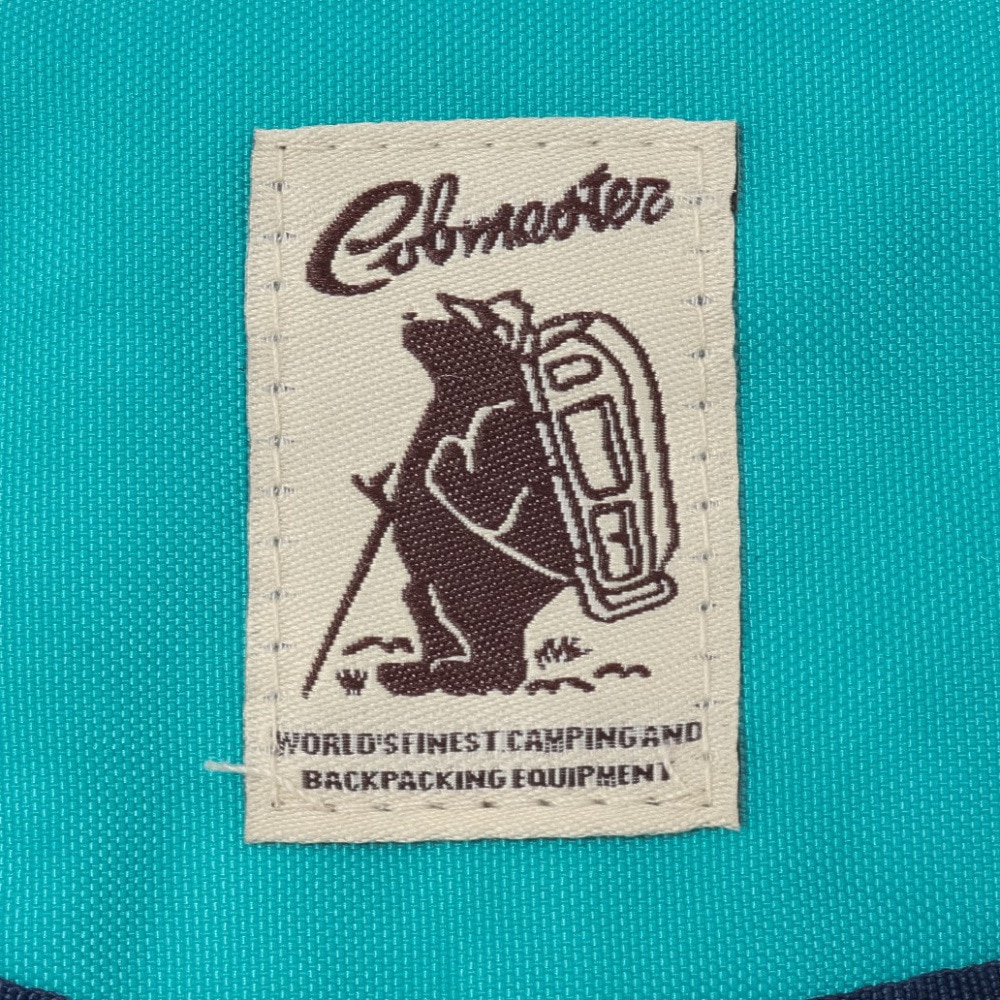 Cobmaster
WORLD'S FINEST CAMPING AND
BACKPACKING EQUIPMENT